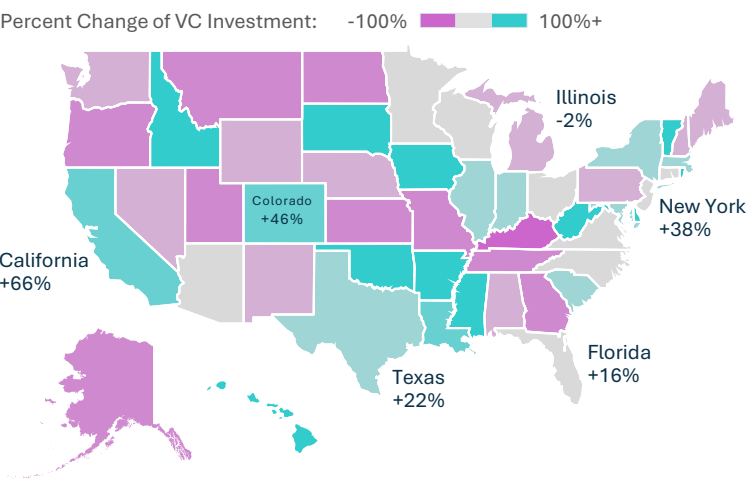 Percent Change of VC Investment: -100% 100%+
Illinois
-2%
Colorado
+46%
New York
+38%
California
+66%
Florida
+16%
Texas
+22%